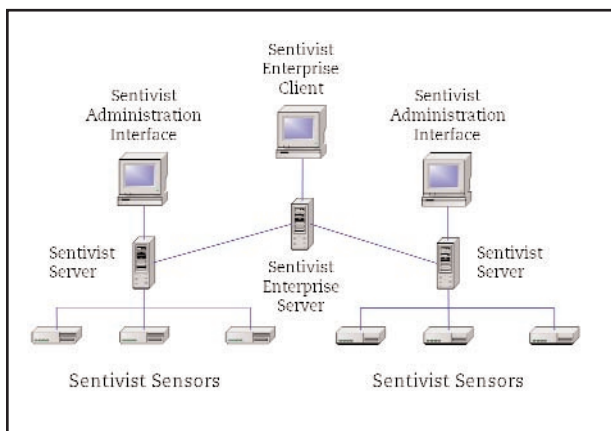 Sentivist
Enterprise
Client
Sentivist
Administration
Interface
Sentivist
Administration
Interface
Sentivist
Server
Sentivist
Enterprise
Server
Sentivist
Server
Sentivist Sensors
Sentivist Sensors